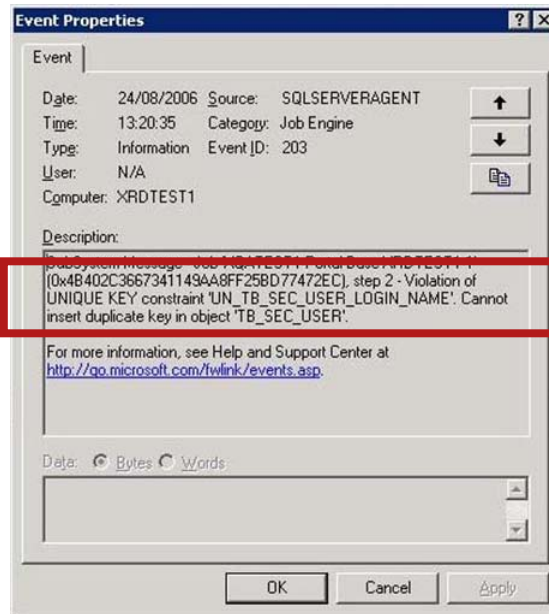 Event Properties
Event
Date: 24/08/2006 Source: SQLSERVERAGENT
Time: 13:20:35 Category: Job Engine
Type: Information Event ID: 203
User: N/A
Computer: XRDTEST1
Description:
(0x4B402C3667341149AA8FF25BD77472EC), step 2 - Violation of
UNIQUE KEY constraint 'UN_TB_SEC_USER_LOGIN_NAME'. Cannot
insert duplicate key in object 'TB_SEC_USER'.
For more information, see Help and Support Center at
http://go.microsoft.com/fwlink/events.asp.
Data: Bytes Words
OK Cancel Apply